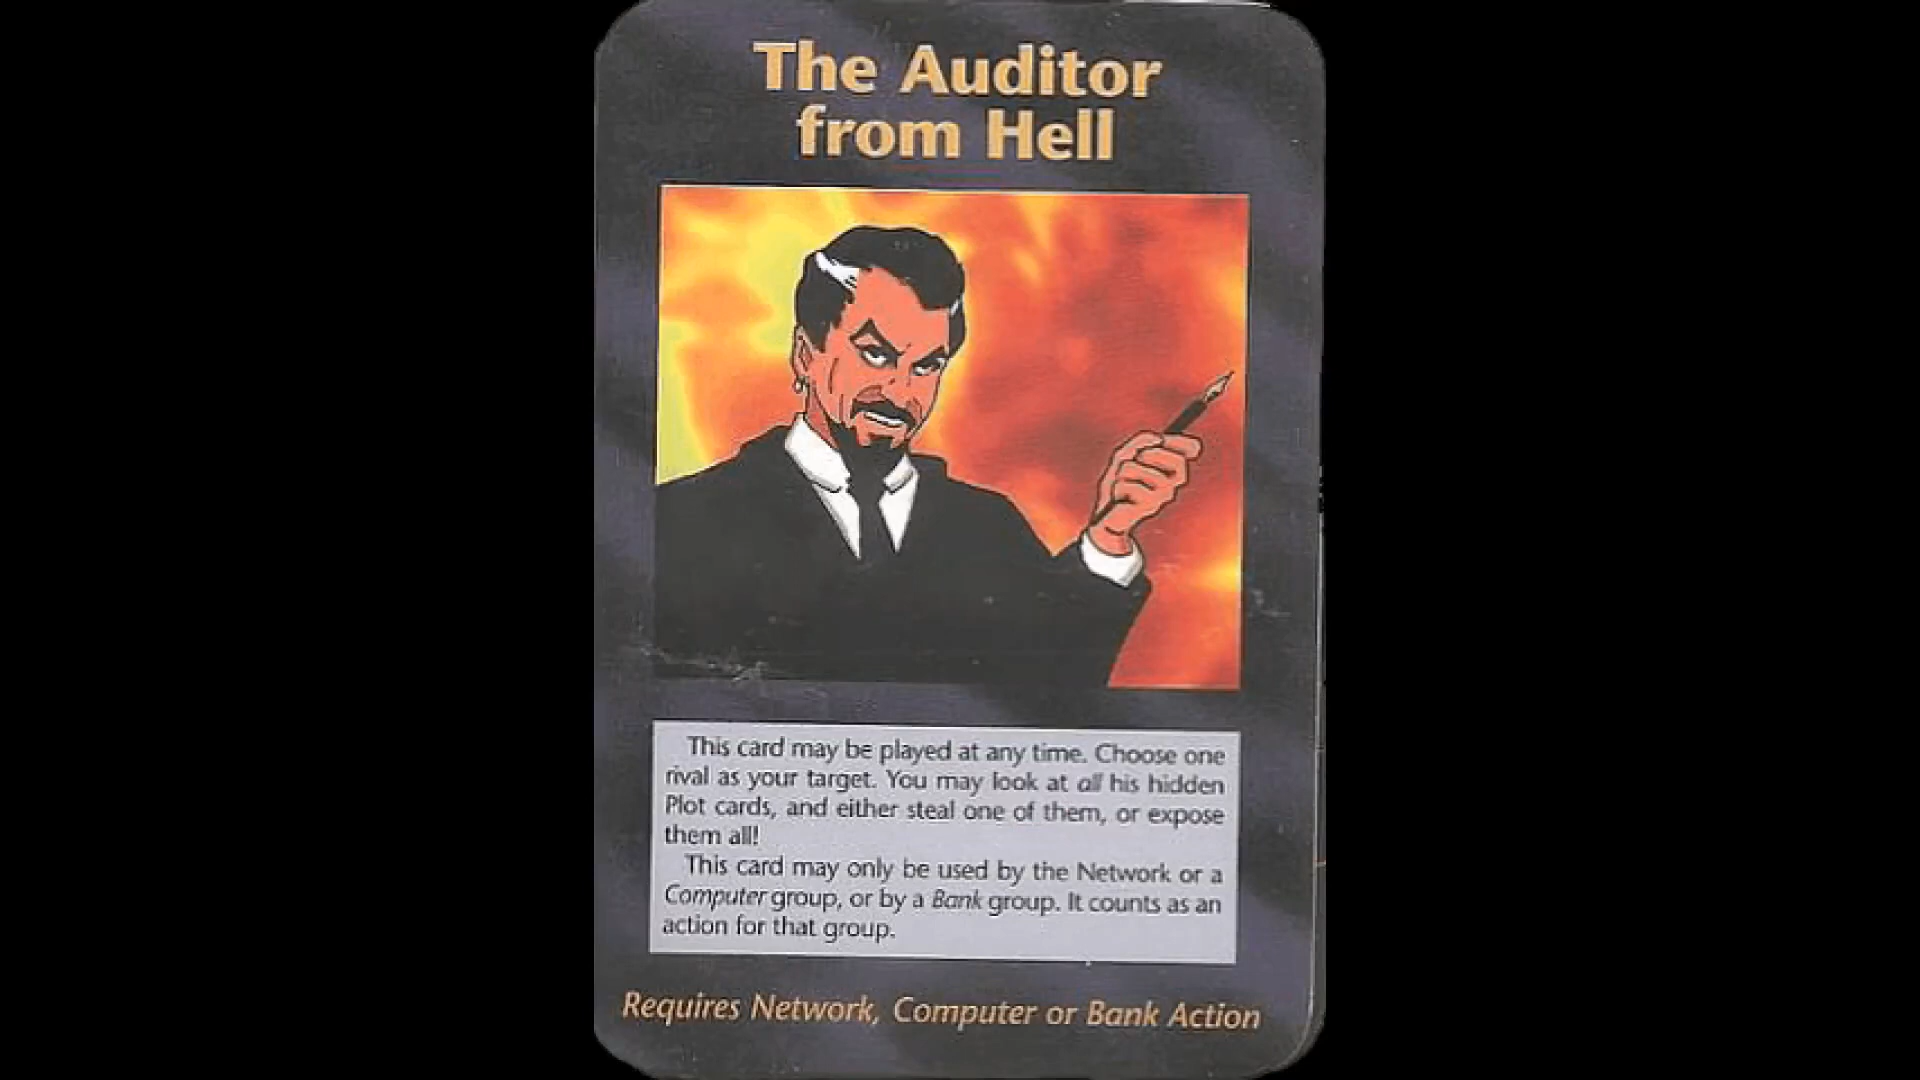 The Auditor
from Hell
This card may be played at any time. Choose one
rival as your target. You may look at all his hidden
Plot cards, and either steal one of them, or expose
them all!
This card may only be used by the Network or a
Computer group, or by a Bank group. It counts as an
action for that group.
Requires Network, Computer or Bank Action